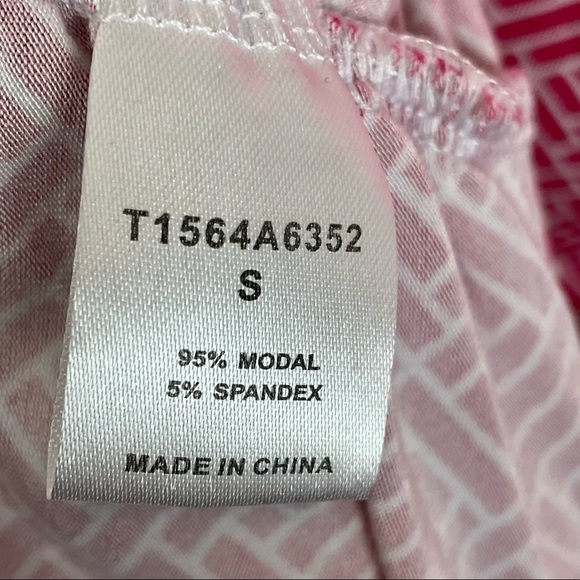 T1564A6352
S
95% MODAL
5% SPANDEX
MADE IN CHINA